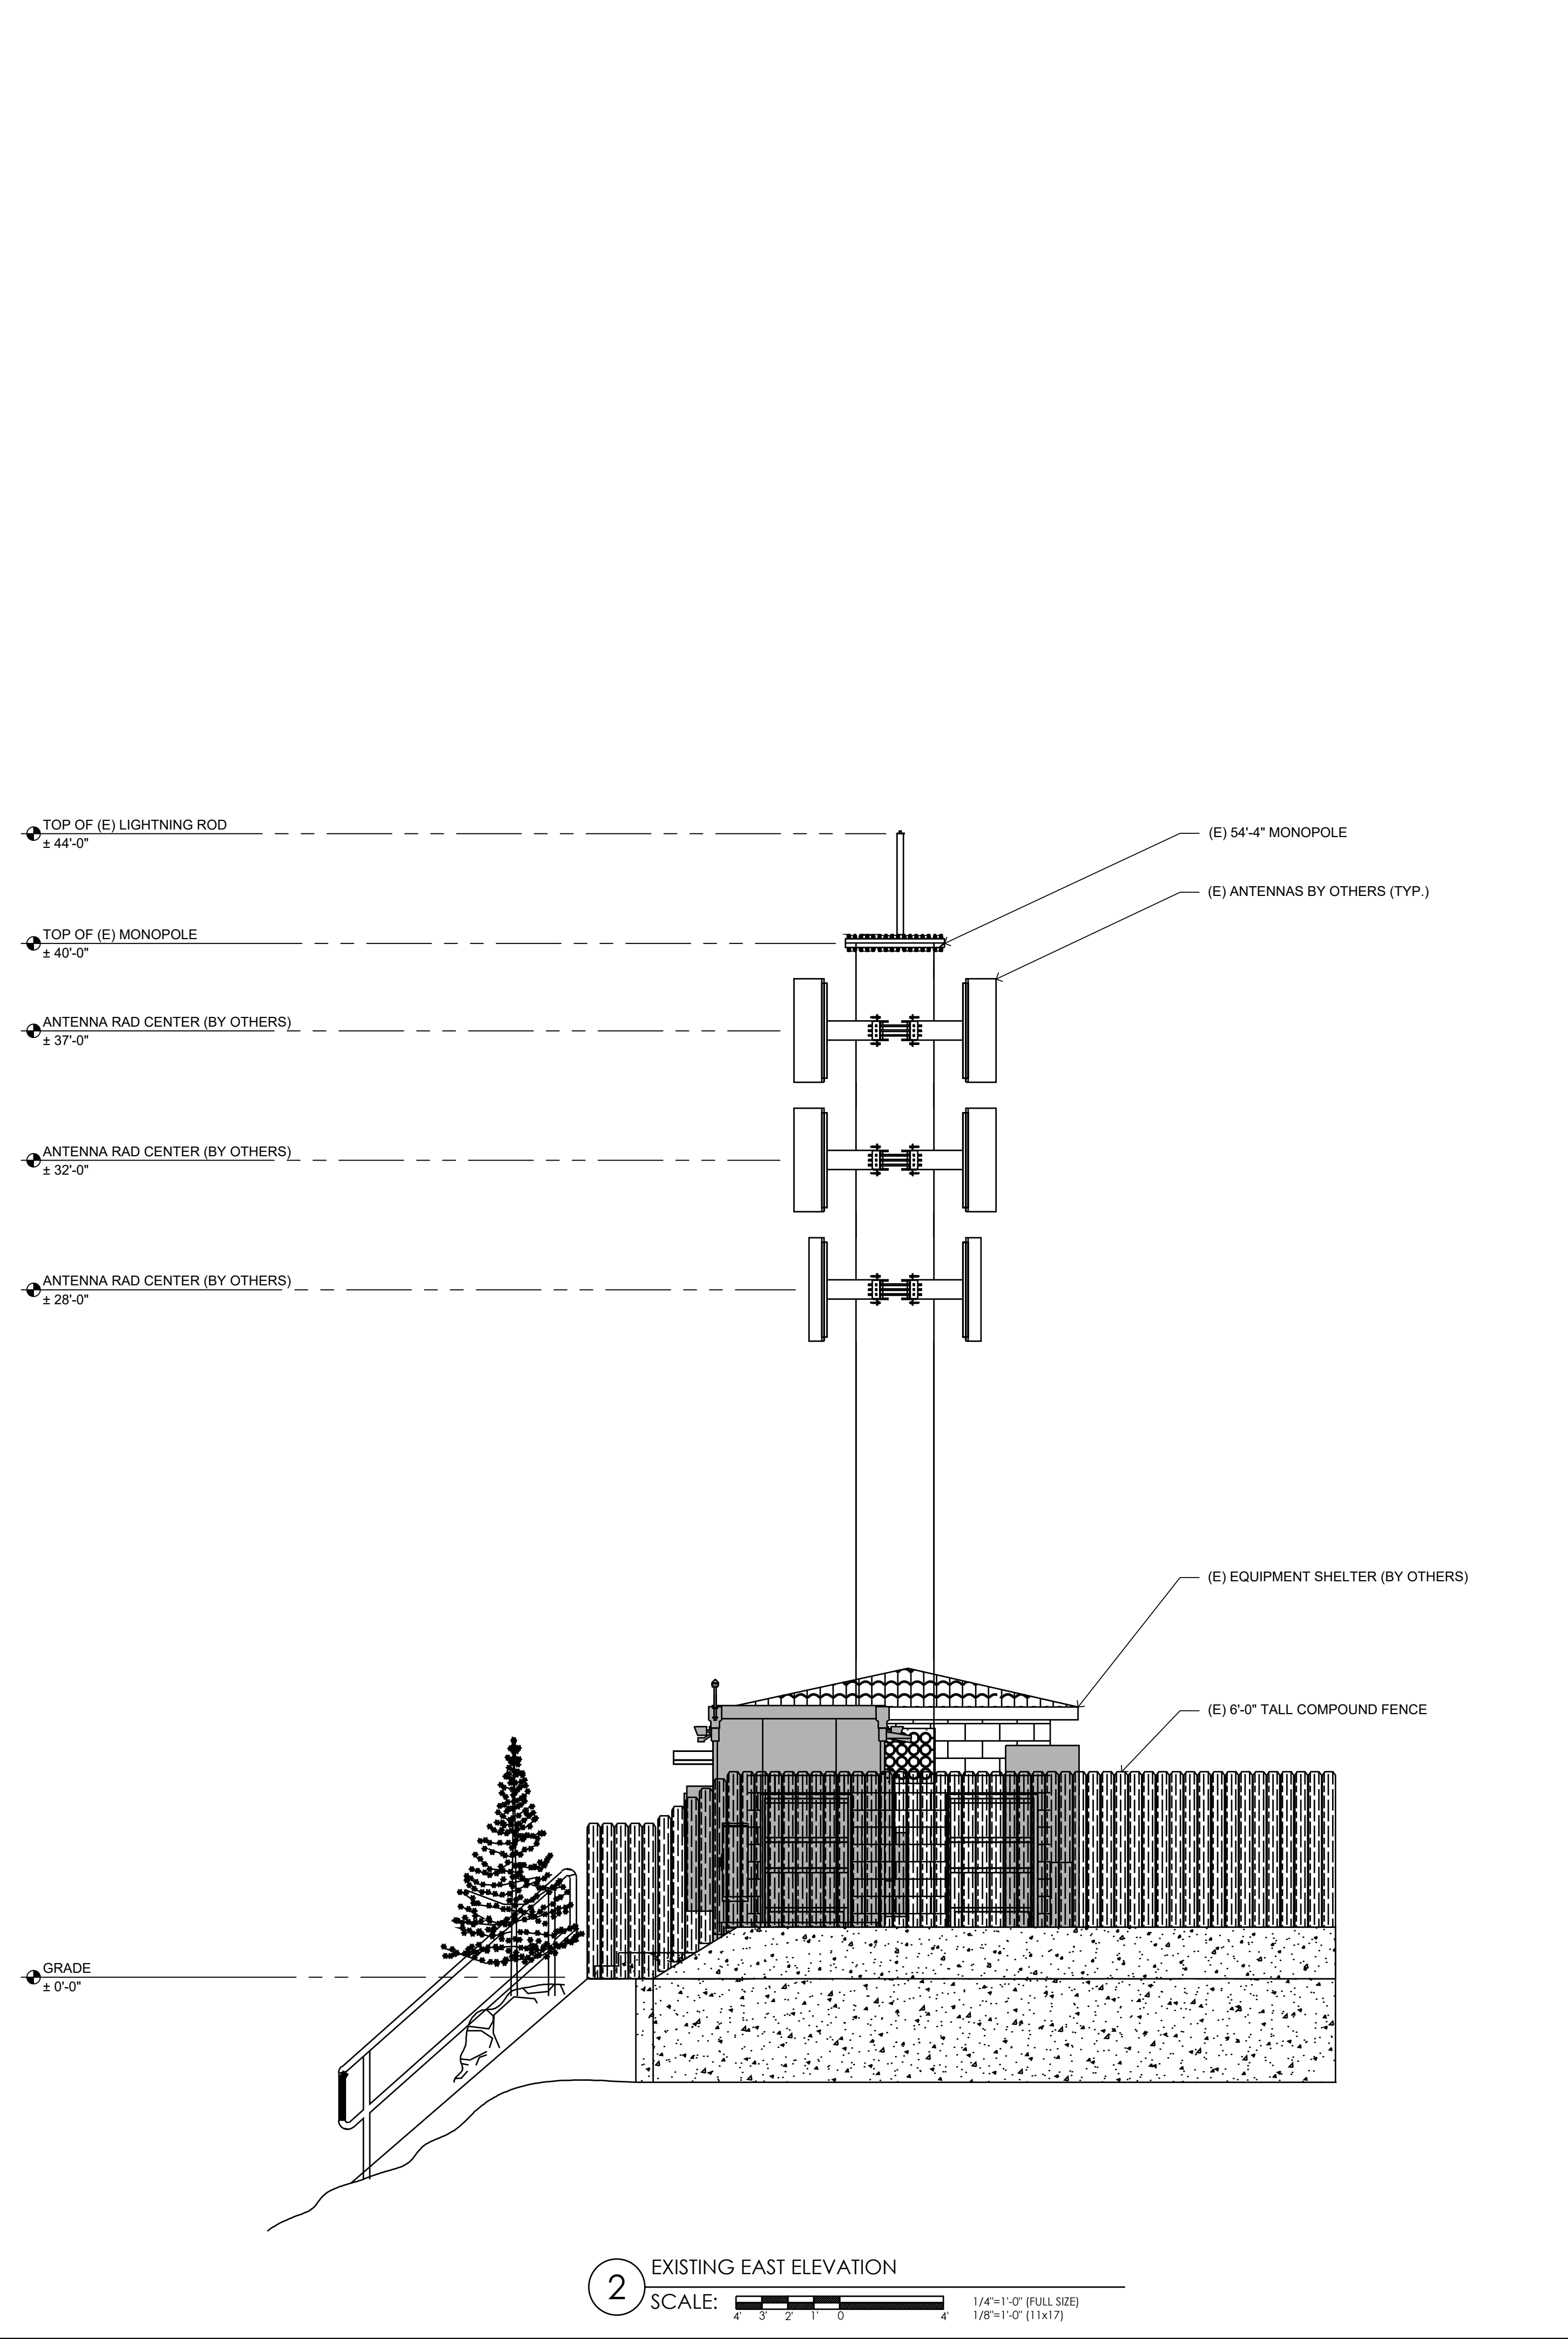 TOP OF (E) LIGHTNING ROD
± 44'-0"
(E) 54'-4" MONOPOLE
(E) ANTENNAS BY OTHERS (TYP.)
TOP OF (E) MONOPOLE
± 40'-0"
ANTENNA RAD CENTER (BY OTHERS)
± 37'-0"
ANTENNA RAD CENTER (BY OTHERS)
± 32'-0"
ANTENNA RAD CENTER (BY OTHERS)
± 28'-0"
(E) EQUIPMENT SHELTER (BY OTHERS)
(E) 6'-0" TALL COMPOUND FENCE
GRADE
± 0'-0"
2
EXISTING EAST ELEVATION
SCALE:
4' 3' 2' 1' 0 4'
1/4"=1'-0" (FULL SIZE)
1/8"=1'-0" (11x17)